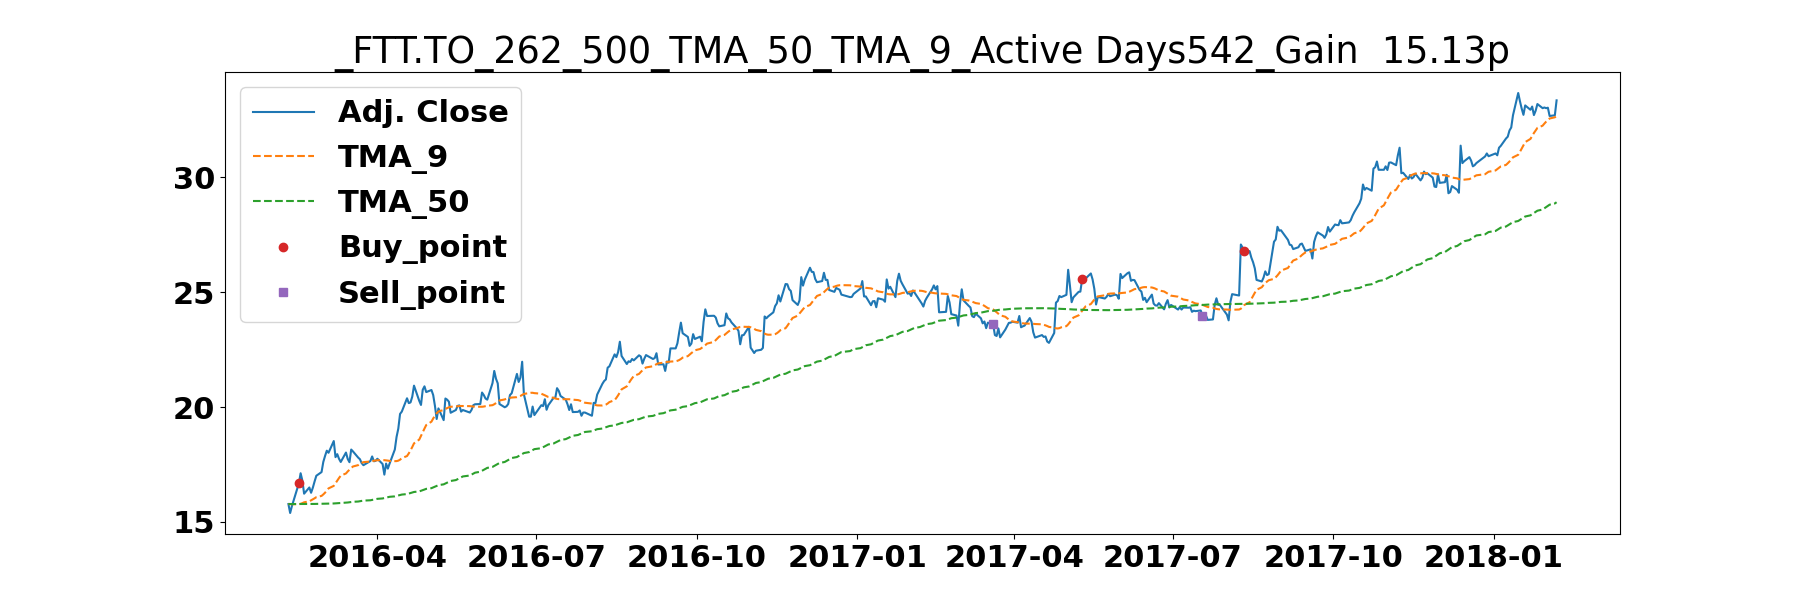 _FTT.TO_262_500_TMA_50_TMA_9_Active Days542_Gain  15.13p
Adj. Close
TMA_9
TMA_50
Buy_point
Sell_point
30
25
20
15
2016-04 2016-07 2016-10 2017-01 2017-04 2017-07 2017-10 2018-01